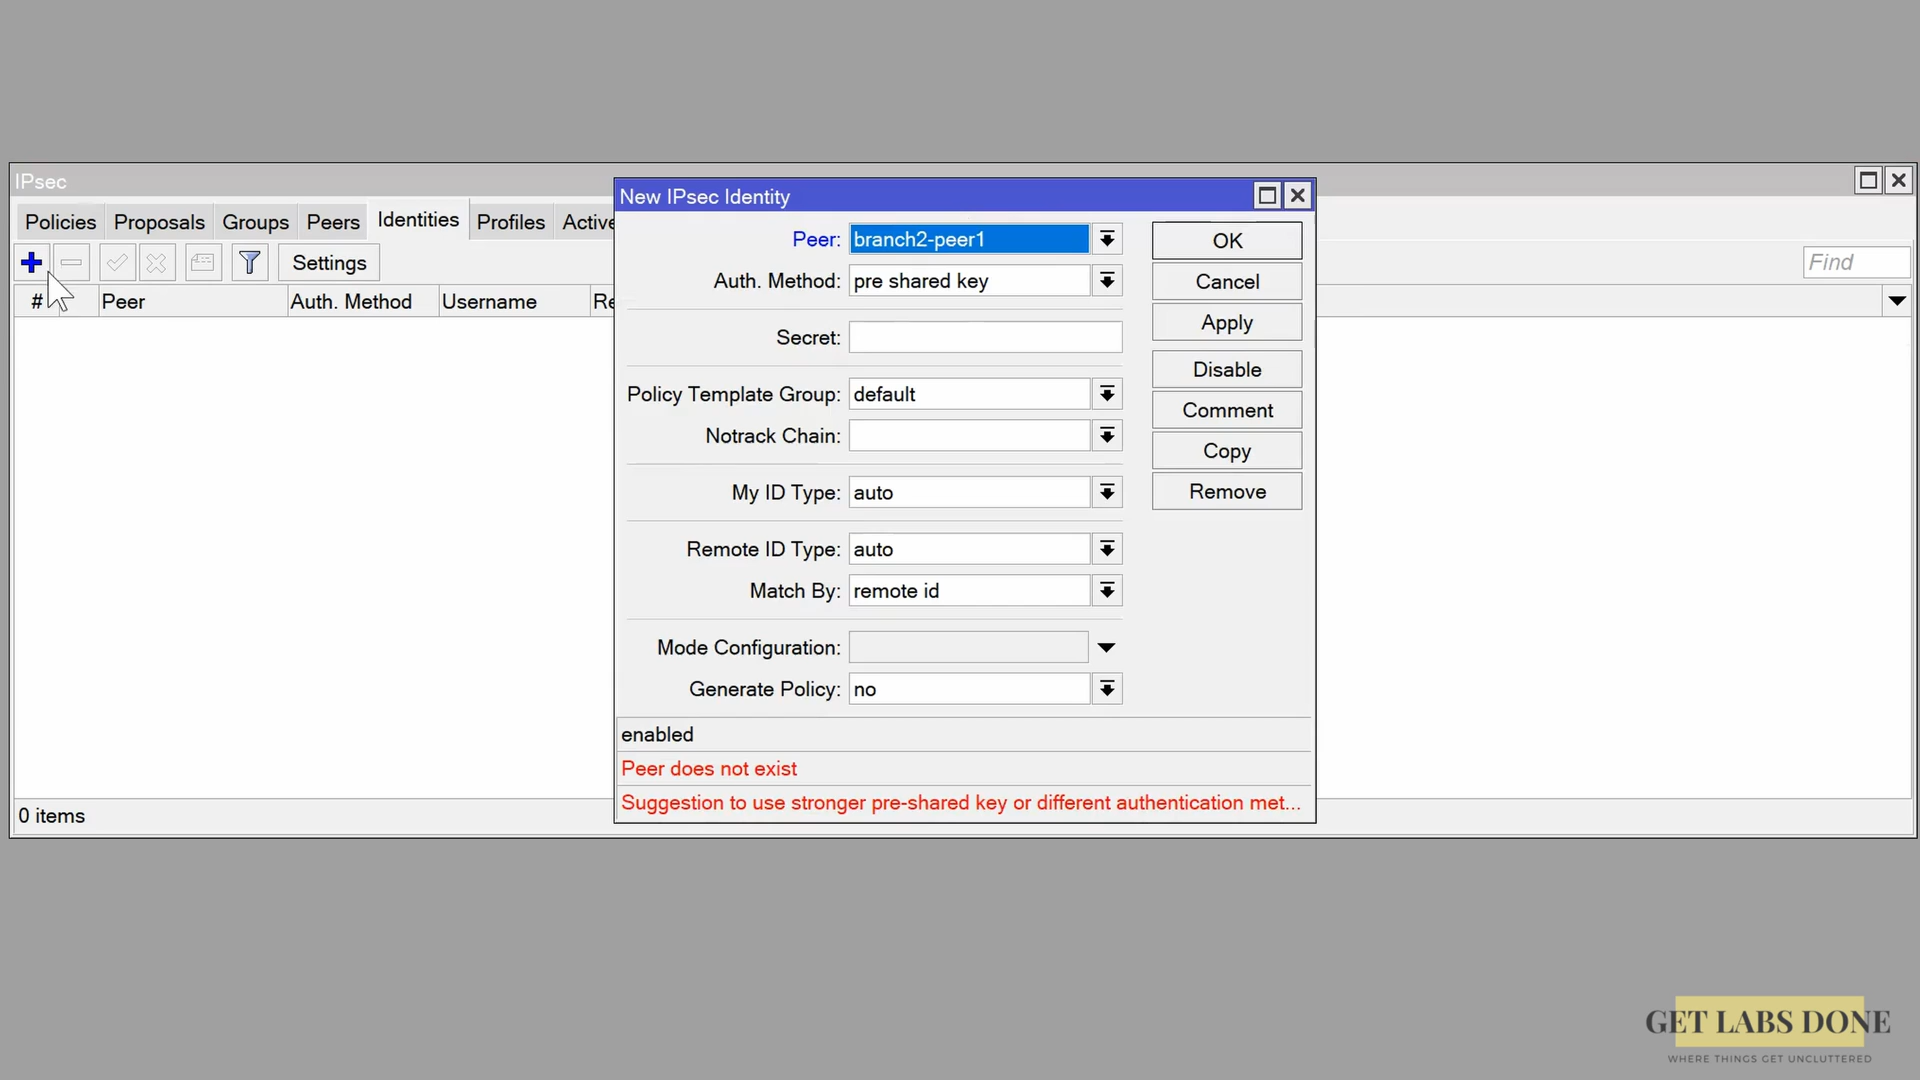 IPsec
Policies Proposals Groups Peers Identities Profiles Active
Settings
Find
# Peer Auth. Method Username Re
0 items
New IPsec Identity
Peer: branch2-peer1
Auth. Method: pre shared key
Secret:
Policy Template Group: default
Notrack Chain:
My ID Type: auto
Remote ID Type: auto
Match By: remote id
Mode Configuration:
Generate Policy: no
OK
Cancel
Apply
Disable
Comment
Copy
Remove
enabled
Peer does not exist
Suggestion to use stronger pre-shared key or different authentication met...
GET LABS DONE
WHERE THINGS GET UNCLUTTERED